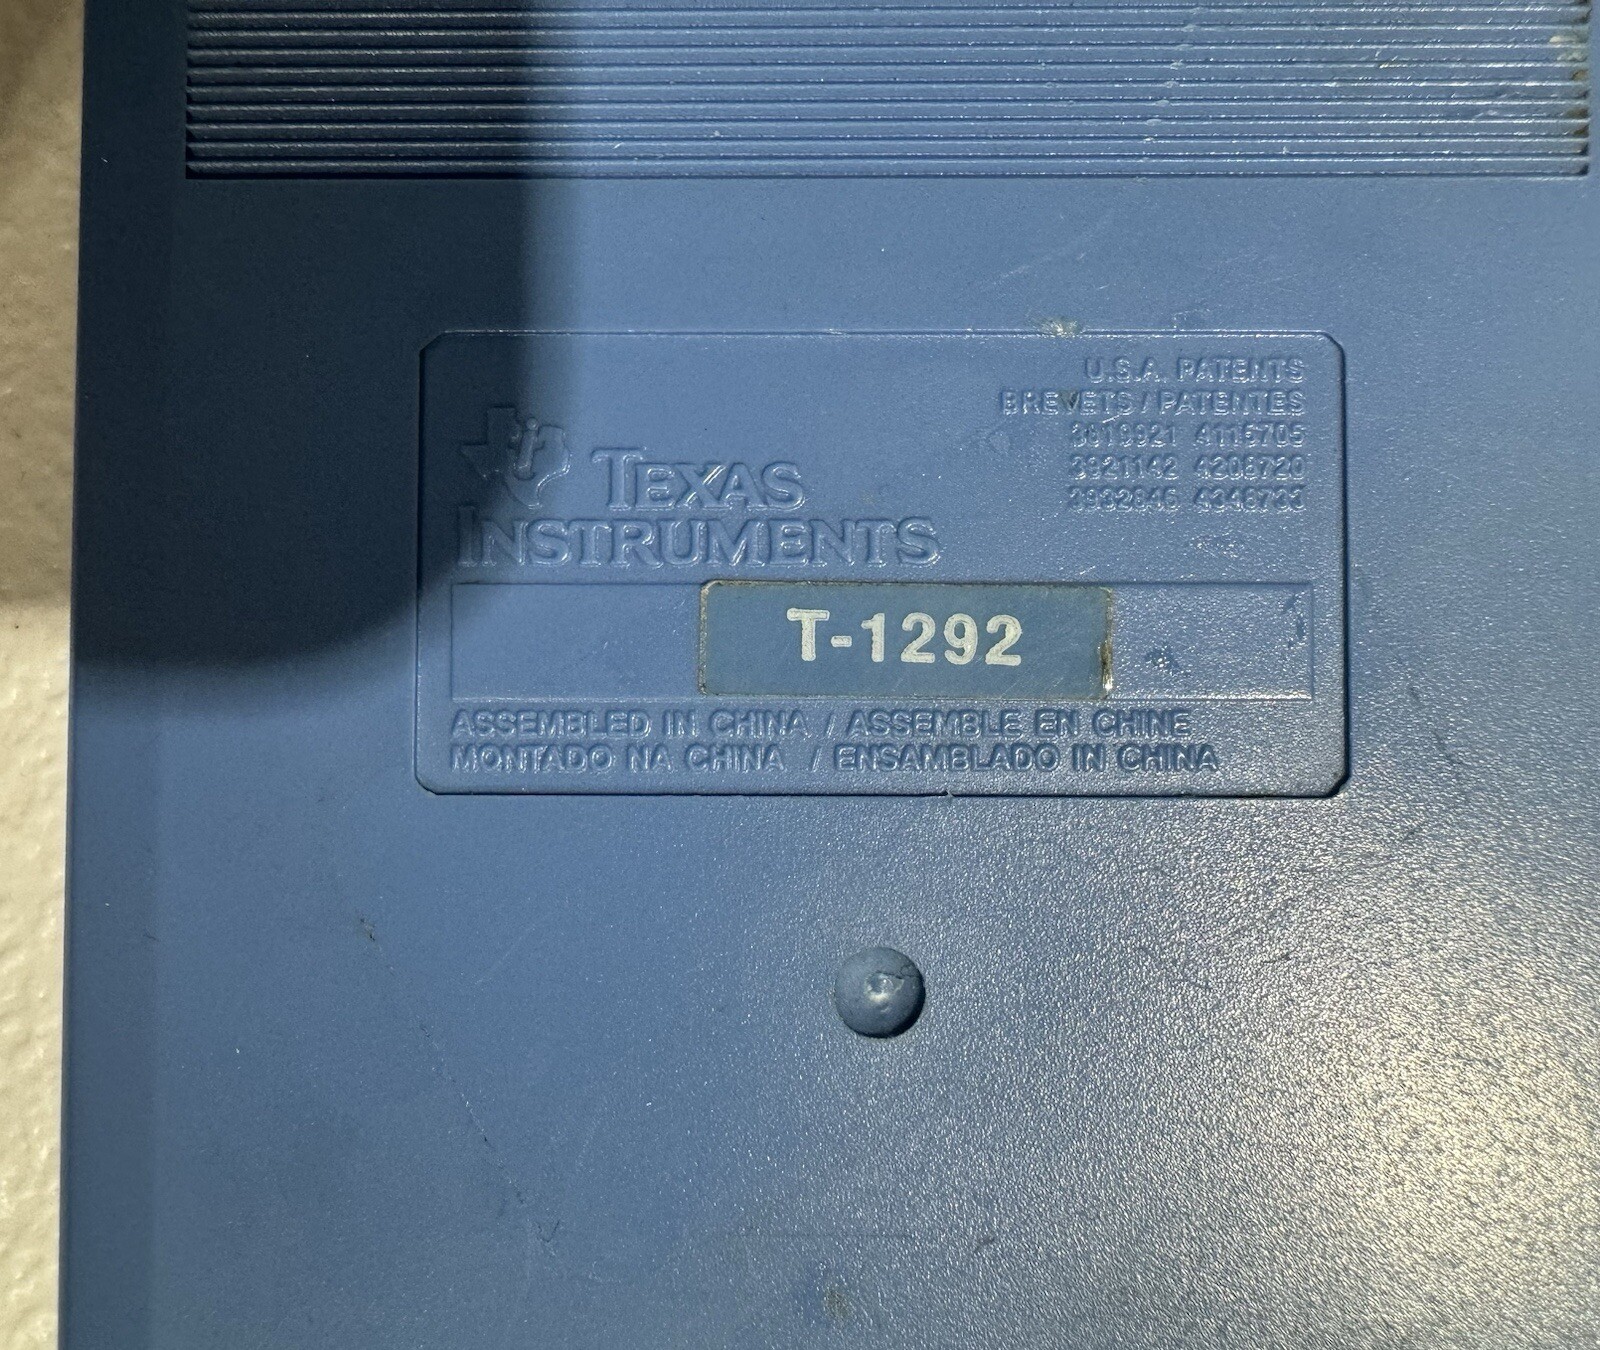 U.S.A. PATENTS
BREVETS / PATENTES
3819921 4115705
3921142 4208720
3932846 4348733
ti
TEXAS
INSTRUMENTS
T-1292
ASSEMBLED IN CHINA / ASSEMBLE EN CHINE
MONTADO NA CHINA / ENSAMBLADO IN CHINA